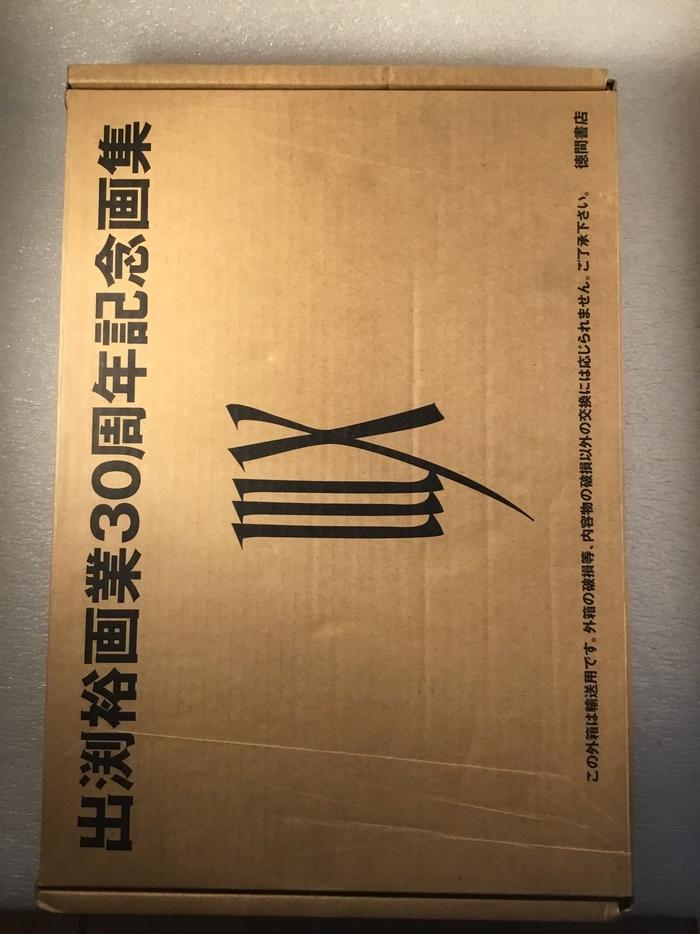 出渕裕画業30周年記念画集
IIIX
この外箱は輸送用です。外箱の破損等、内容物の破損以外の交換には応じられません。ご了承下さい。 徳間書店